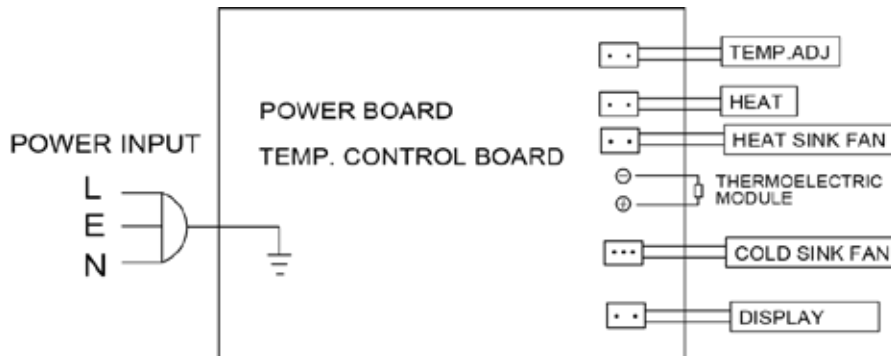 POWER INPUT
L
E
N
POWER BOARD
TEMP. CONTROL BOARD
TEMP.ADJ
HEAT
HEAT SINK FAN
THERMOELECTRIC
MODULE
COLD SINK FAN
DISPLAY